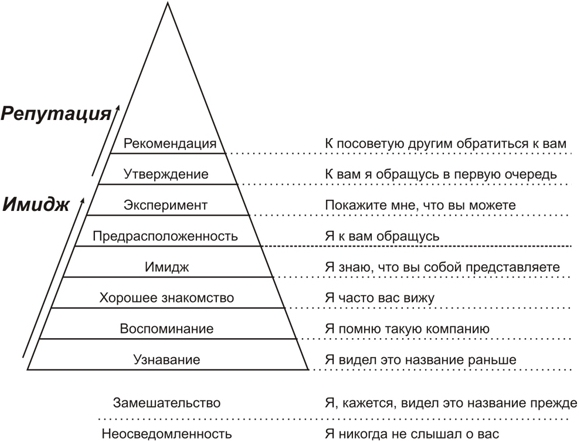 Репутация
Рекомендация К посоветую другим обратиться к вам
Утверждение К вам я обращусь в первую очередь
Имидж
Эксперимент Покажите мне, что вы можете
Предрасположенность Я к вам обращусь
Имидж Я знаю, что вы собой представляете
Хорошее знакомство Я часто вас вижу
Воспоминание Я помню такую компанию
Узнавание Я видел это название раньше
Замешательство Я, кажется, видел это название прежде
Неосведомленность Я никогда не слышал о вас